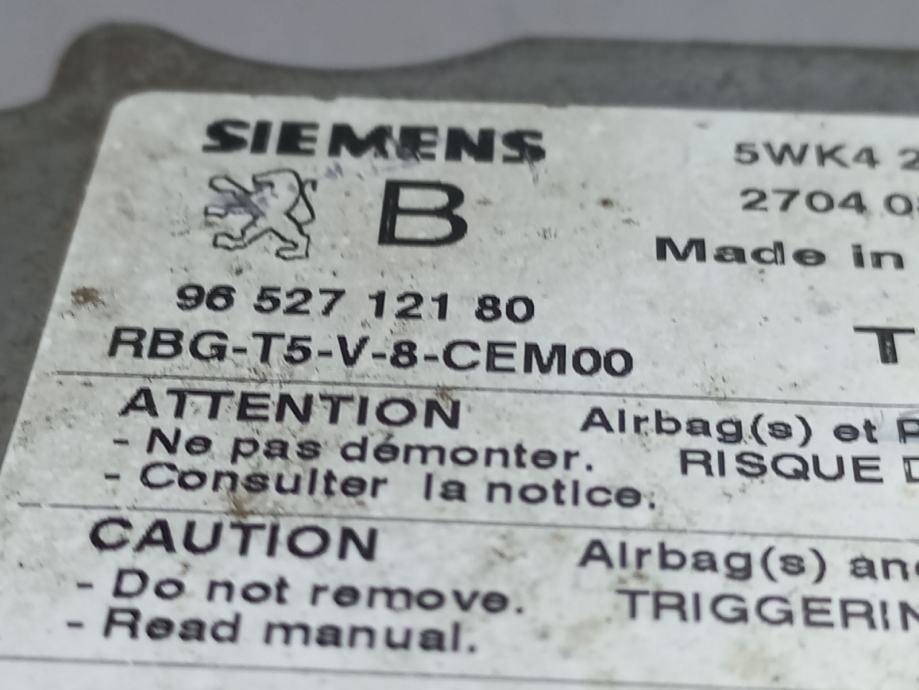 SIEMENS
5WK4 2
B
2704
96 527 121 80
Made in
RBG-T5-V-8-CEM00
T
ATTENTION
Airbag(s) et
- Ne pas démonter.
RISQUE
- Consulter la notice.
CAUTION
Airbag(s) an
- Do not remove.
TRIGGERIN
- Read manual.